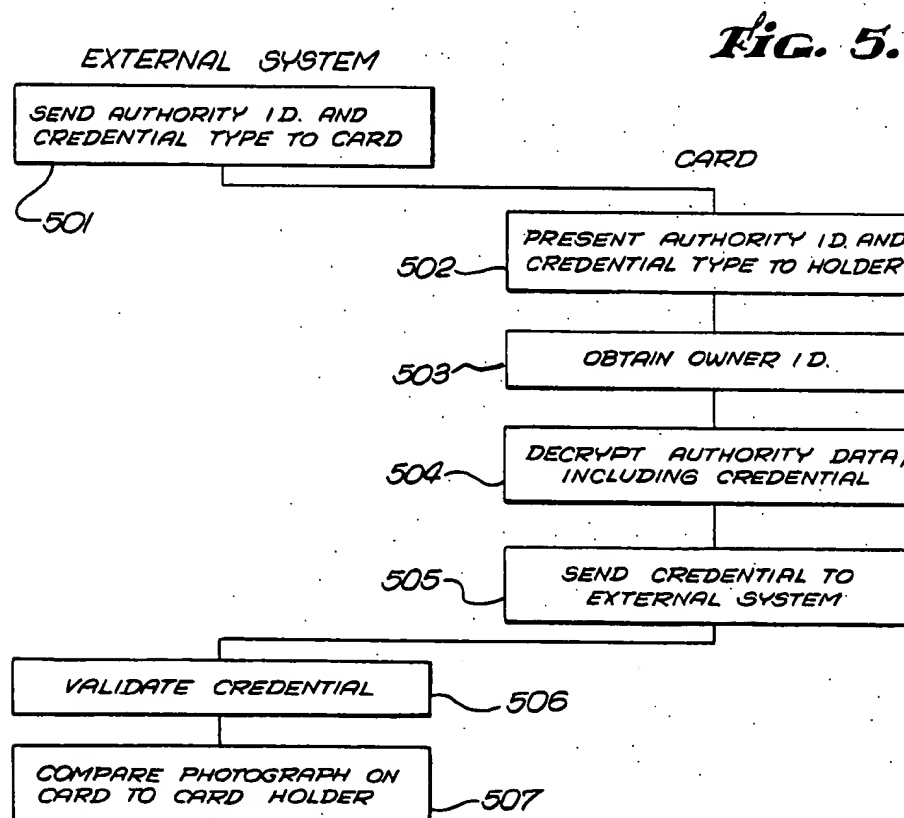 Fig. 5.
EXTERNAL SYSTEM
SEND AUTHORITY I.D. AND
CREDENTIAL TYPE TO CARD
501
CARD
PRESENT AUTHORITY I.D. AND
CREDENTIAL TYPE TO HOLDER
502
OBTAIN OWNER I.D.
503
DECRYPT AUTHORITY DATA,
INCLUDING CREDENTIAL
504
SEND CREDENTIAL TO
EXTERNAL SYSTEM
505
VALIDATE CREDENTIAL
506
COMPARE PHOTOGRAPH ON
CARD TO CARD HOLDER
507